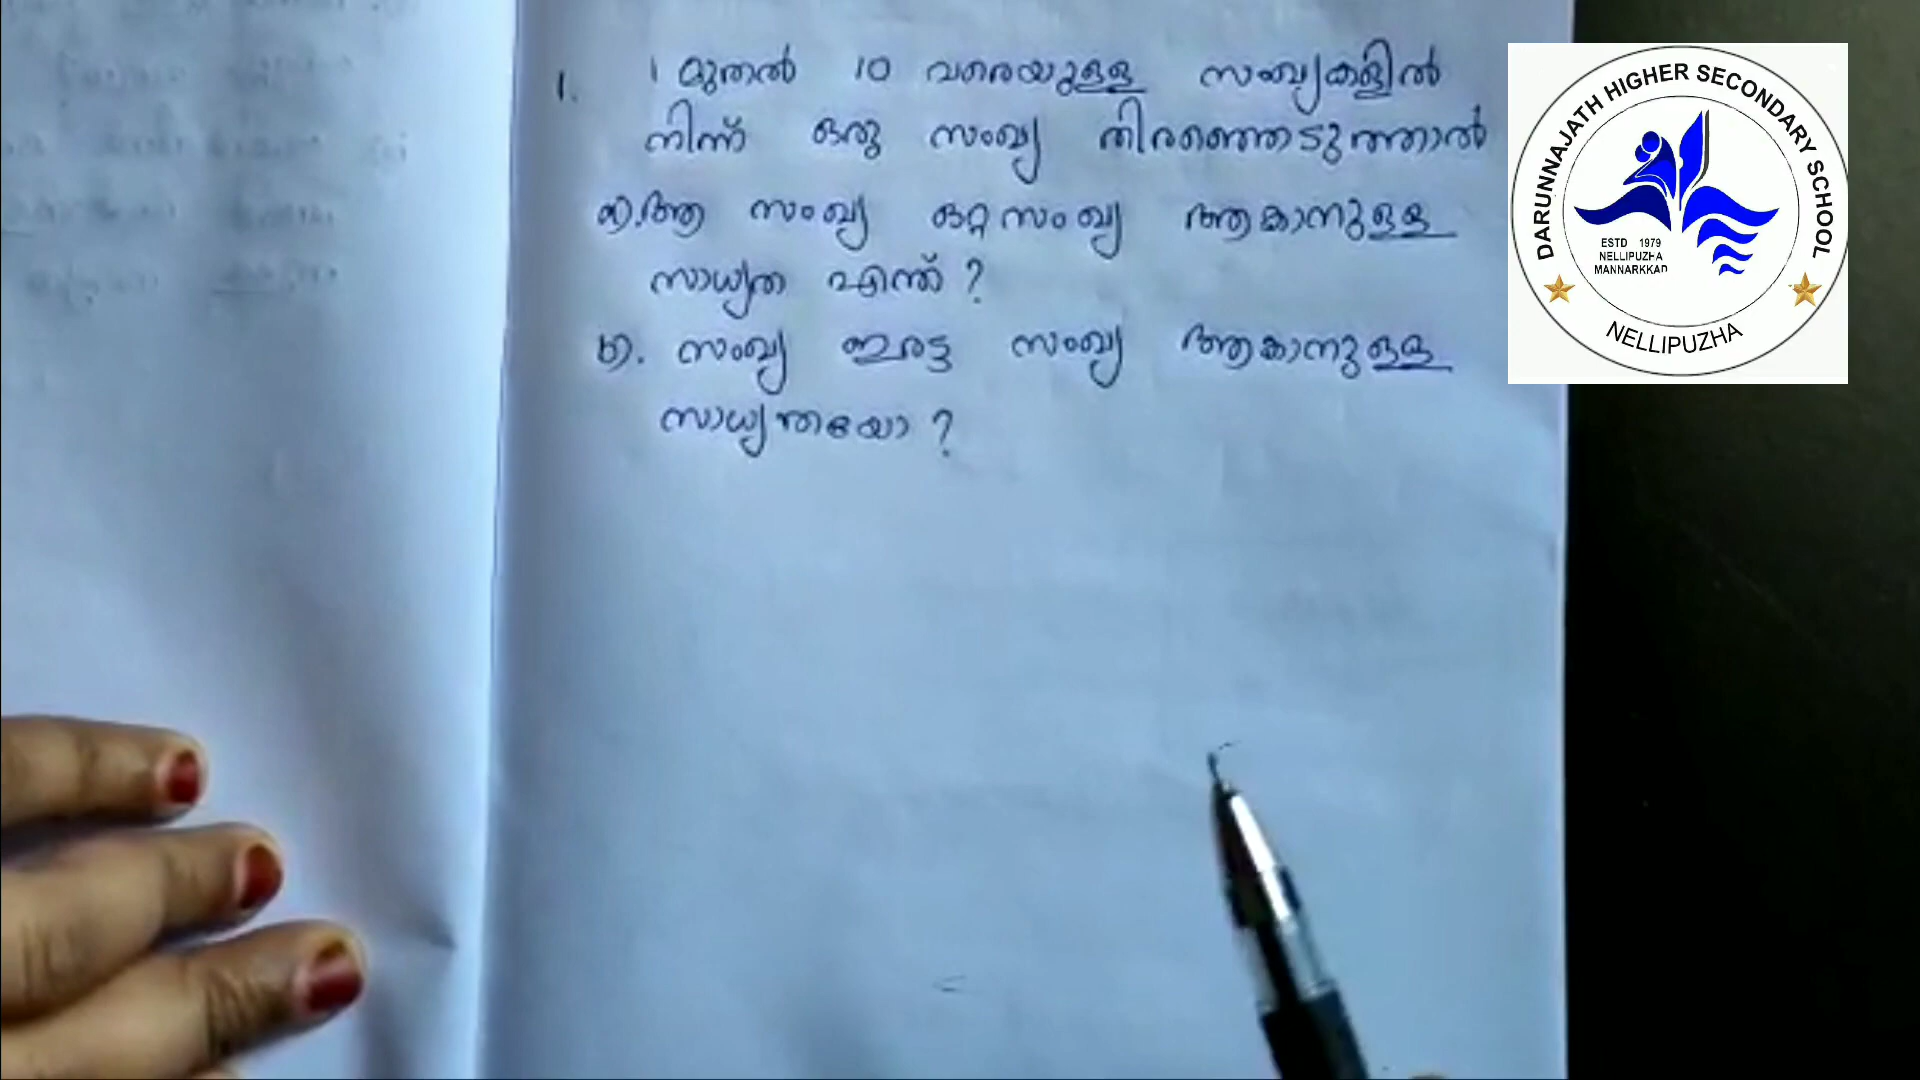 1. 1 മുതൽ 10 വരെയുള്ള സംഖ്യകളിൽ
നിന്ന് ഒരു സംഖ്യ തിരഞ്ഞെടുത്താൽ
a). ആ സംഖ്യ ഒറ്റസംഖ്യ ആകാനുള്ള
സാധ്യത എന്ത് ?
b). സംഖ്യ ഇരട്ട സംഖ്യ ആകാനുള്ള
സാധ്യതയോ ?
DARUNNAJATH HIGHER SECONDARY SCHOOL
ESTD 1979
NELLIPUZHA
MANNARKKAD
NELLIPUZHA